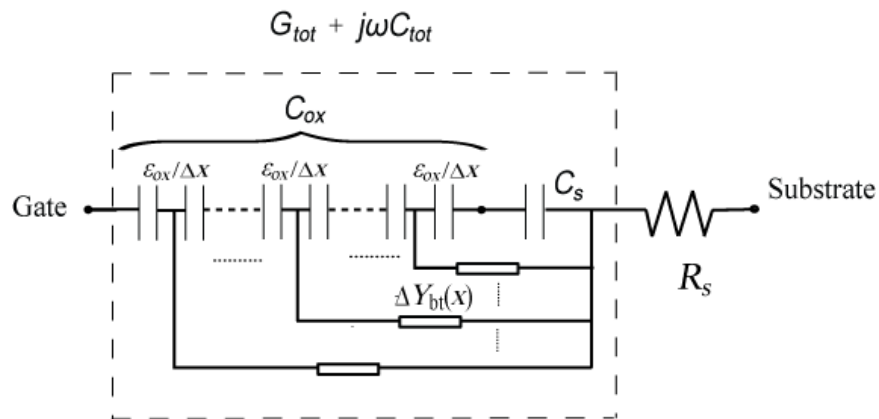 G_tot + jωC_tot
C_ox
ε_ox/Δx ε_ox/Δx ε_ox/Δx C_s
Gate Substrate
R_s
ΔY_bt(x)